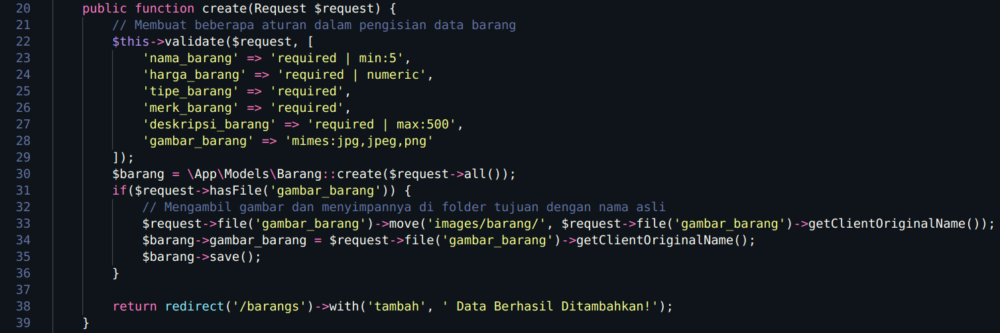 20 public function create(Request $request) {
21 // Membuat beberapa aturan dalam pengisian data barang
22 $this->validate($request, [
23 'nama_barang' => 'required | min:5',
24 'harga_barang' => 'required | numeric',
25 'tipe_barang' => 'required',
26 'merk_barang' => 'required',
27 'deskripsi_barang' => 'required | max:500',
28 'gambar_barang' => 'mimes:jpg,jpeg,png'
29 ]);
30 $barang = \App\Models\Barang::create($request->all());
31 if($request->hasFile('gambar_barang')) {
32 // Mengambil gambar dan menyimpannya di folder tujuan dengan nama asli
33 $request->file('gambar_barang')->move('images/barang/', $request->file('gambar_barang')->getClientOriginalName());
34 $barang->gambar_barang = $request->file('gambar_barang')->getClientOriginalName();
35 $barang->save();
36 }
37
38 return redirect('/barangs')->with('tambah', ' Data Berhasil Ditambahkan!');
39 }